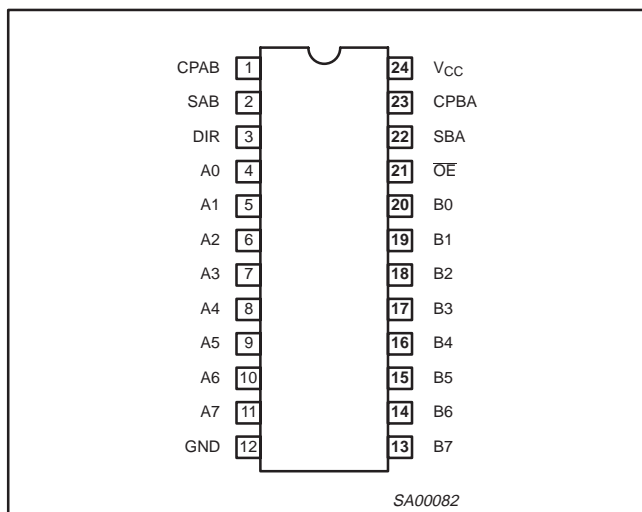 CPAB 1 24 VCC
SAB 2 23 CPBA
DIR 3 22 SBA
A0 4 21 O̅E̅
A1 5 20 B0
A2 6 19 B1
A3 7 18 B2
A4 8 17 B3
A5 9 16 B4
A6 10 15 B5
A7 11 14 B6
GND 12 13 B7
SA00082